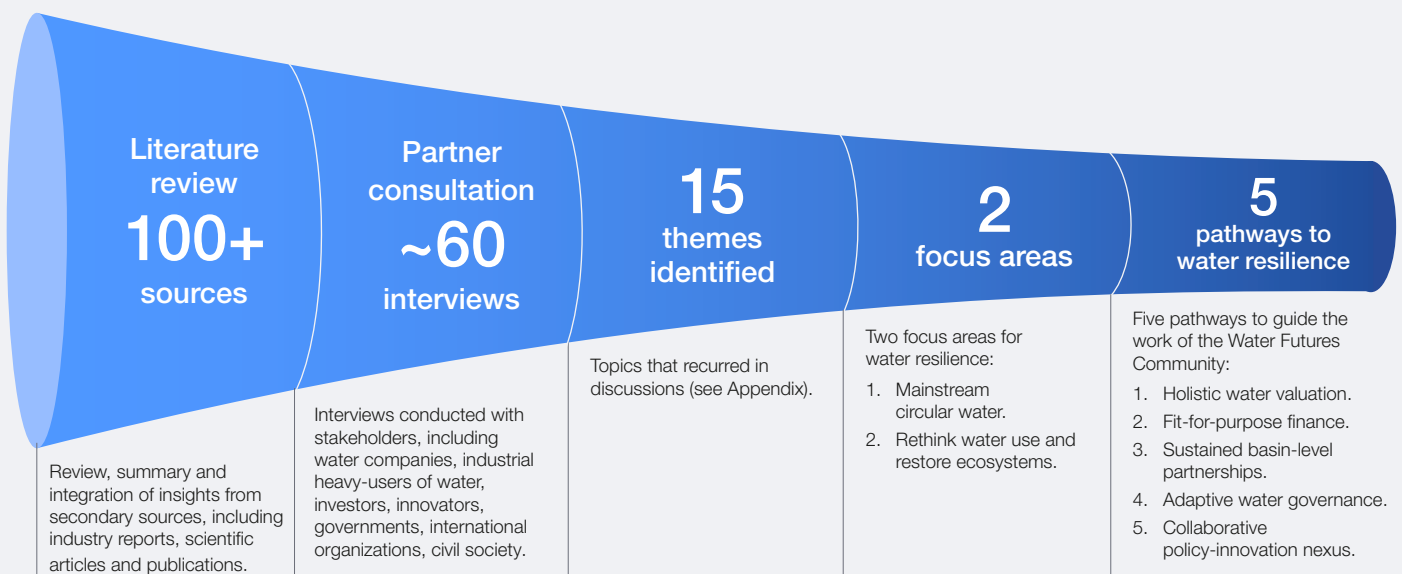 Literature
review
100+
sources
Review, summary and
integration of insights from
secondary sources, including
industry reports, scientific
articles and publications.
Partner
consultation
~60
interviews
Interviews conducted with
stakeholders, including
water companies, industrial
heavy-users of water,
investors, innovators,
governments, international
organizations, civil society.
15
themes
identified
Topics that recurred in
discussions (see Appendix).
2
focus areas
Two focus areas for
water resilience:
1. Mainstream
circular water.
2. Rethink water use and
restore ecosystems.
5
pathways to
water resilience
Five pathways to guide the
work of the Water Futures
Community:
1. Holistic water valuation.
2. Fit-for-purpose finance.
3. Sustained basin-level
partnerships.
4. Adaptive water governance.
5. Collaborative
policy-innovation nexus.